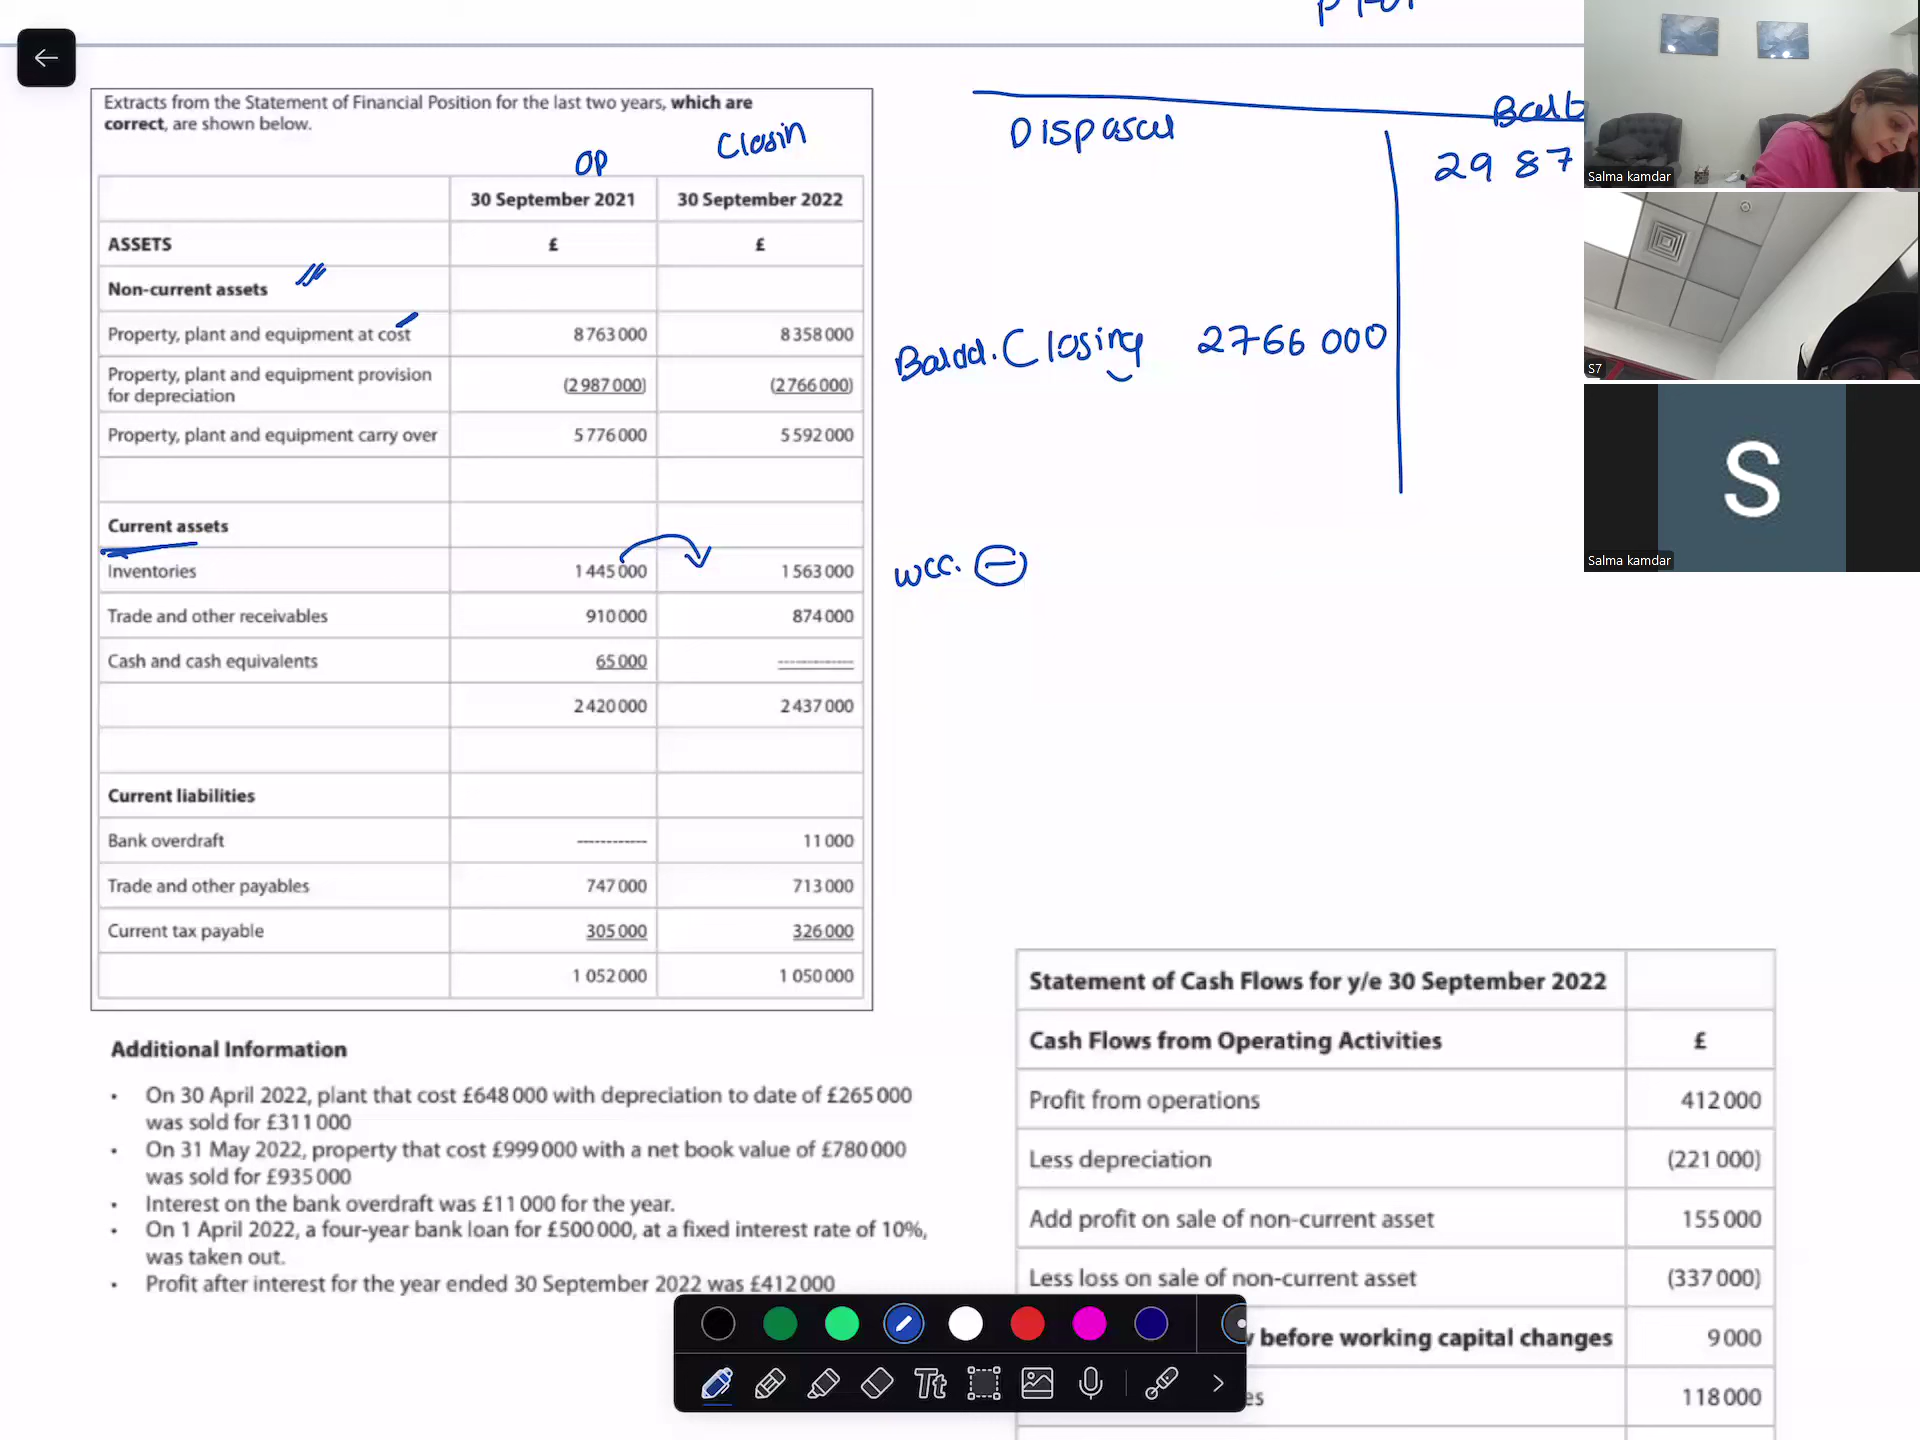 Extracts from the Statement of Financial Position for the last two years, which are
correct, are shown below.
OP Closin
30 September 2021 30 September 2022
ASSETS £ £
Non-current assets
Property, plant and equipment at cost 8 763 000 8 358 000
Property, plant and equipment provision
for depreciation (2 987 000) (2 766 000)
Property, plant and equipment carry over 5 776 000 5 592 000
Current assets
Inventories 1 445 000 1 563 000
Trade and other receivables 910 000 874 000
Cash and cash equivalents 65 000 --------------
2 420 000 2 437 000
Current liabilities
Bank overdraft ------------- 11 000
Trade and other payables 747 000 713 000
Current tax payable 305 000 326 000
1 052 000 1 050 000
Disposal
29 87
Closing 2766 000
wcc. −
Additional Information
• On 30 April 2022, plant that cost £648 000 with depreciation to date of £265 000
was sold for £311 000
• On 31 May 2022, property that cost £999 000 with a net book value of £780 000
was sold for £935 000
• Interest on the bank overdraft was £11 000 for the year.
• On 1 April 2022, a four-year bank loan for £500 000, at a fixed interest rate of 10%,
was taken out.
• Profit after interest for the year ended 30 September 2022 was £412 000
Statement of Cash Flows for y/e 30 September 2022
Cash Flows from Operating Activities £
Profit from operations 412 000
Less depreciation (221 000)
Add profit on sale of non-current asset 155 000
Less loss on sale of non-current asset (337 000)
before working capital changes 9 000
es 118 000
Tt
Salma kamdar
S7
S
Salma kamdar